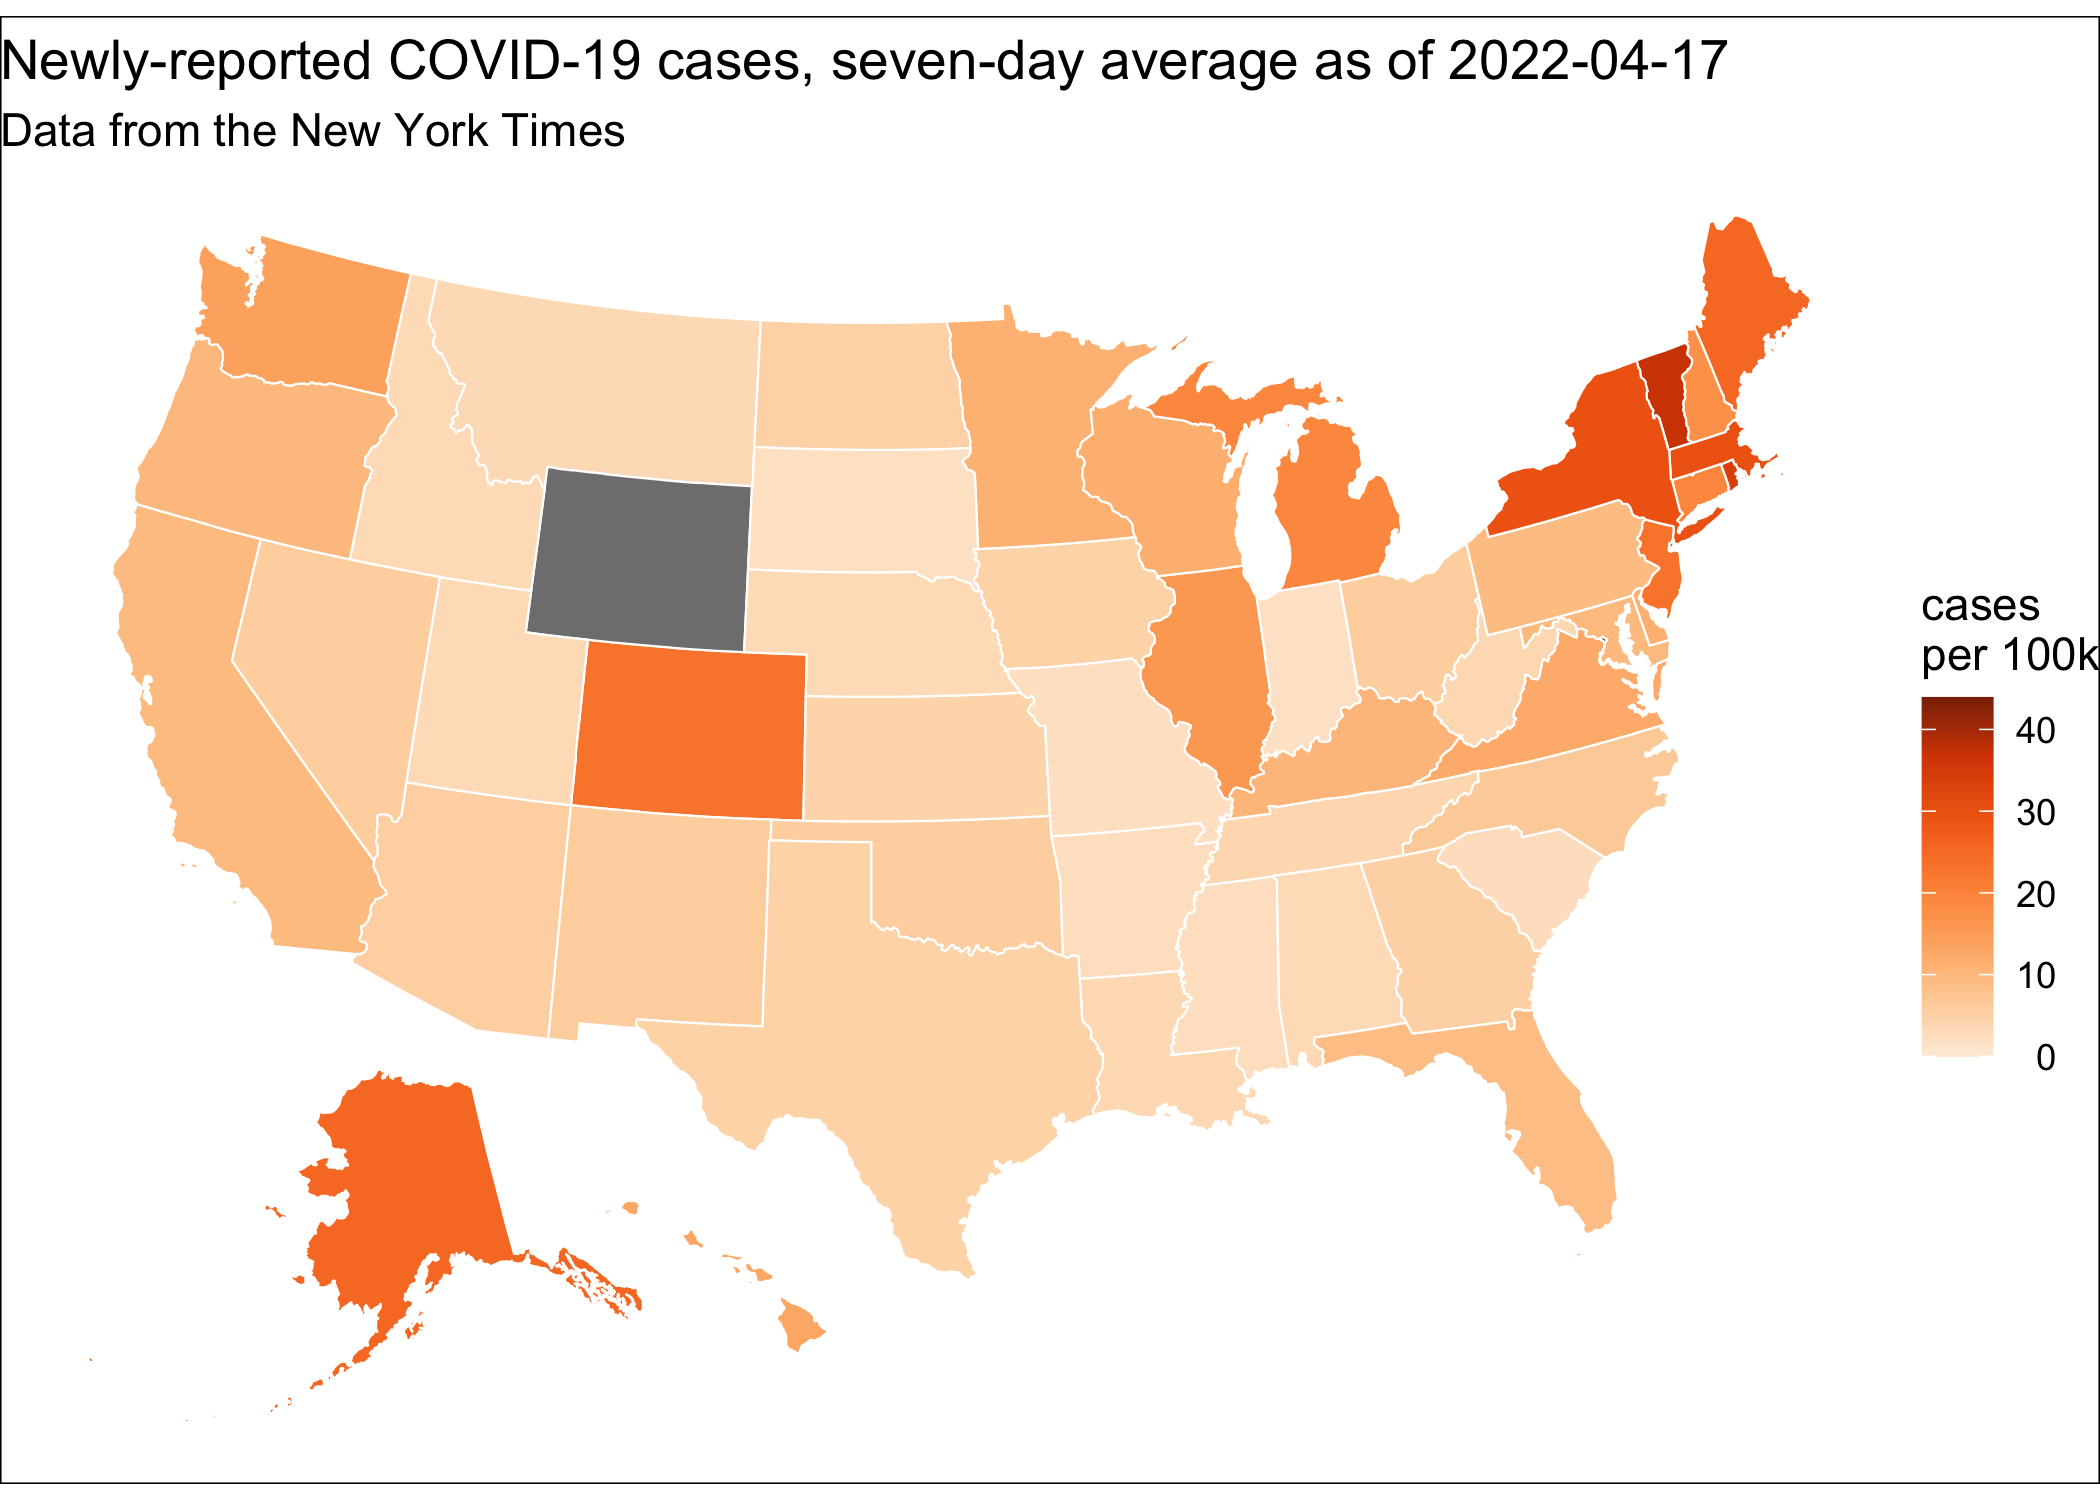 Newly-reported COVID-19 cases, seven-day average as of 2022-04-17
Data from the New York Times
cases
per 100k
40
30
20
10
0